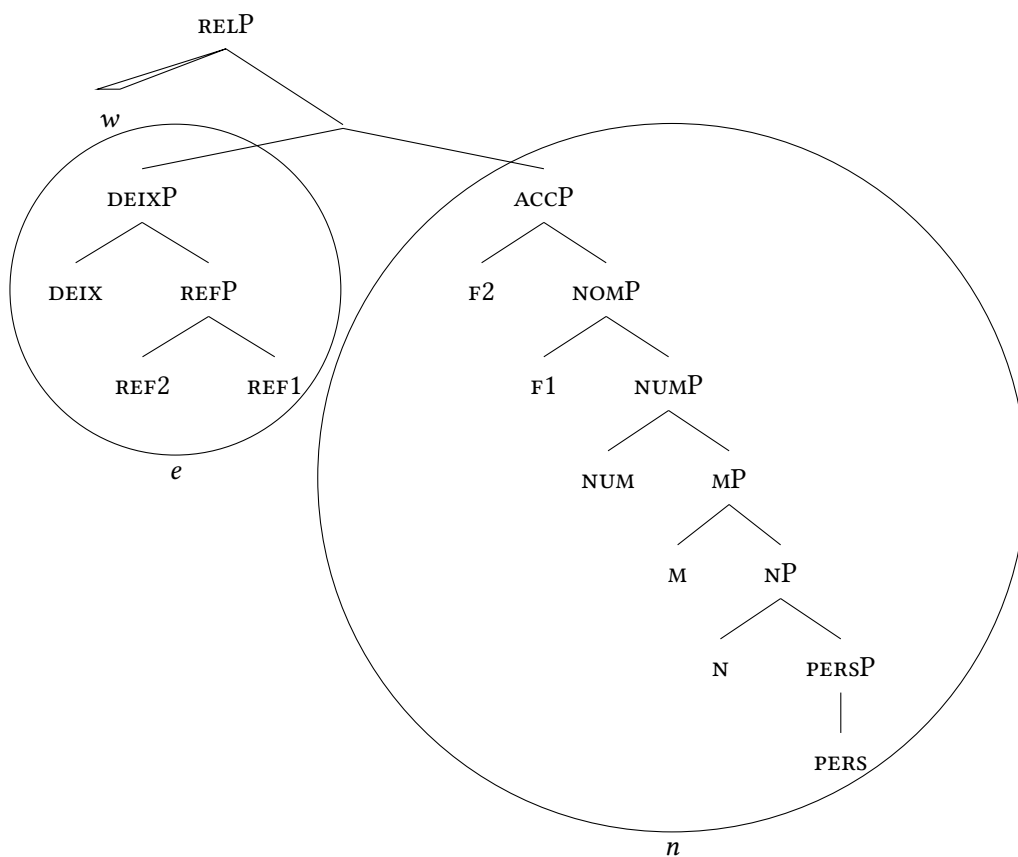 RELP
w
DEIXP ACCP
DEIX REFP F2 NOMP
REF2 REF1 F1 NUMP
e NUM MP
M NP
N PERSP
PERS
n